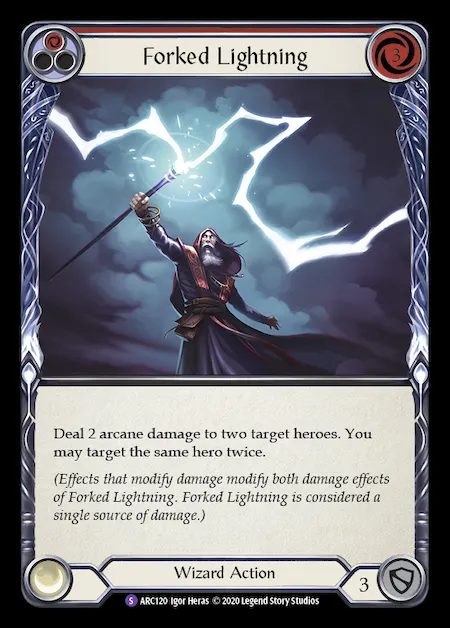 Forked Lightning
3
Deal 2 arcane damage to two target heroes. You
may target the same hero twice.
(Effects that modify damage modify both damage effects
of Forked Lightning. Forked Lightning is considered a
single source of damage.)
Wizard Action
3
S ARC120 Igor Heras © 2020 Legend Story Studios